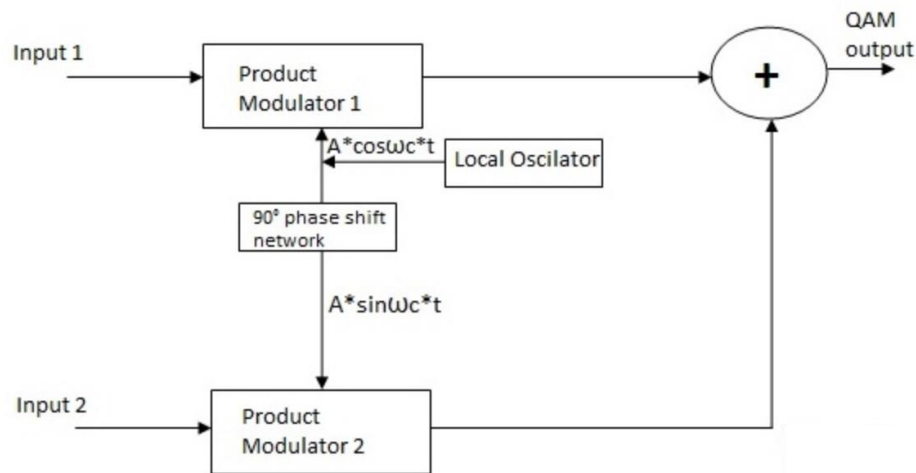 Input 1
Product
Modulator 1
+
QAM
output
A*cosωc*t
Local Oscilator
90° phase shift
network
A*sinωc*t
Input 2
Product
Modulator 2